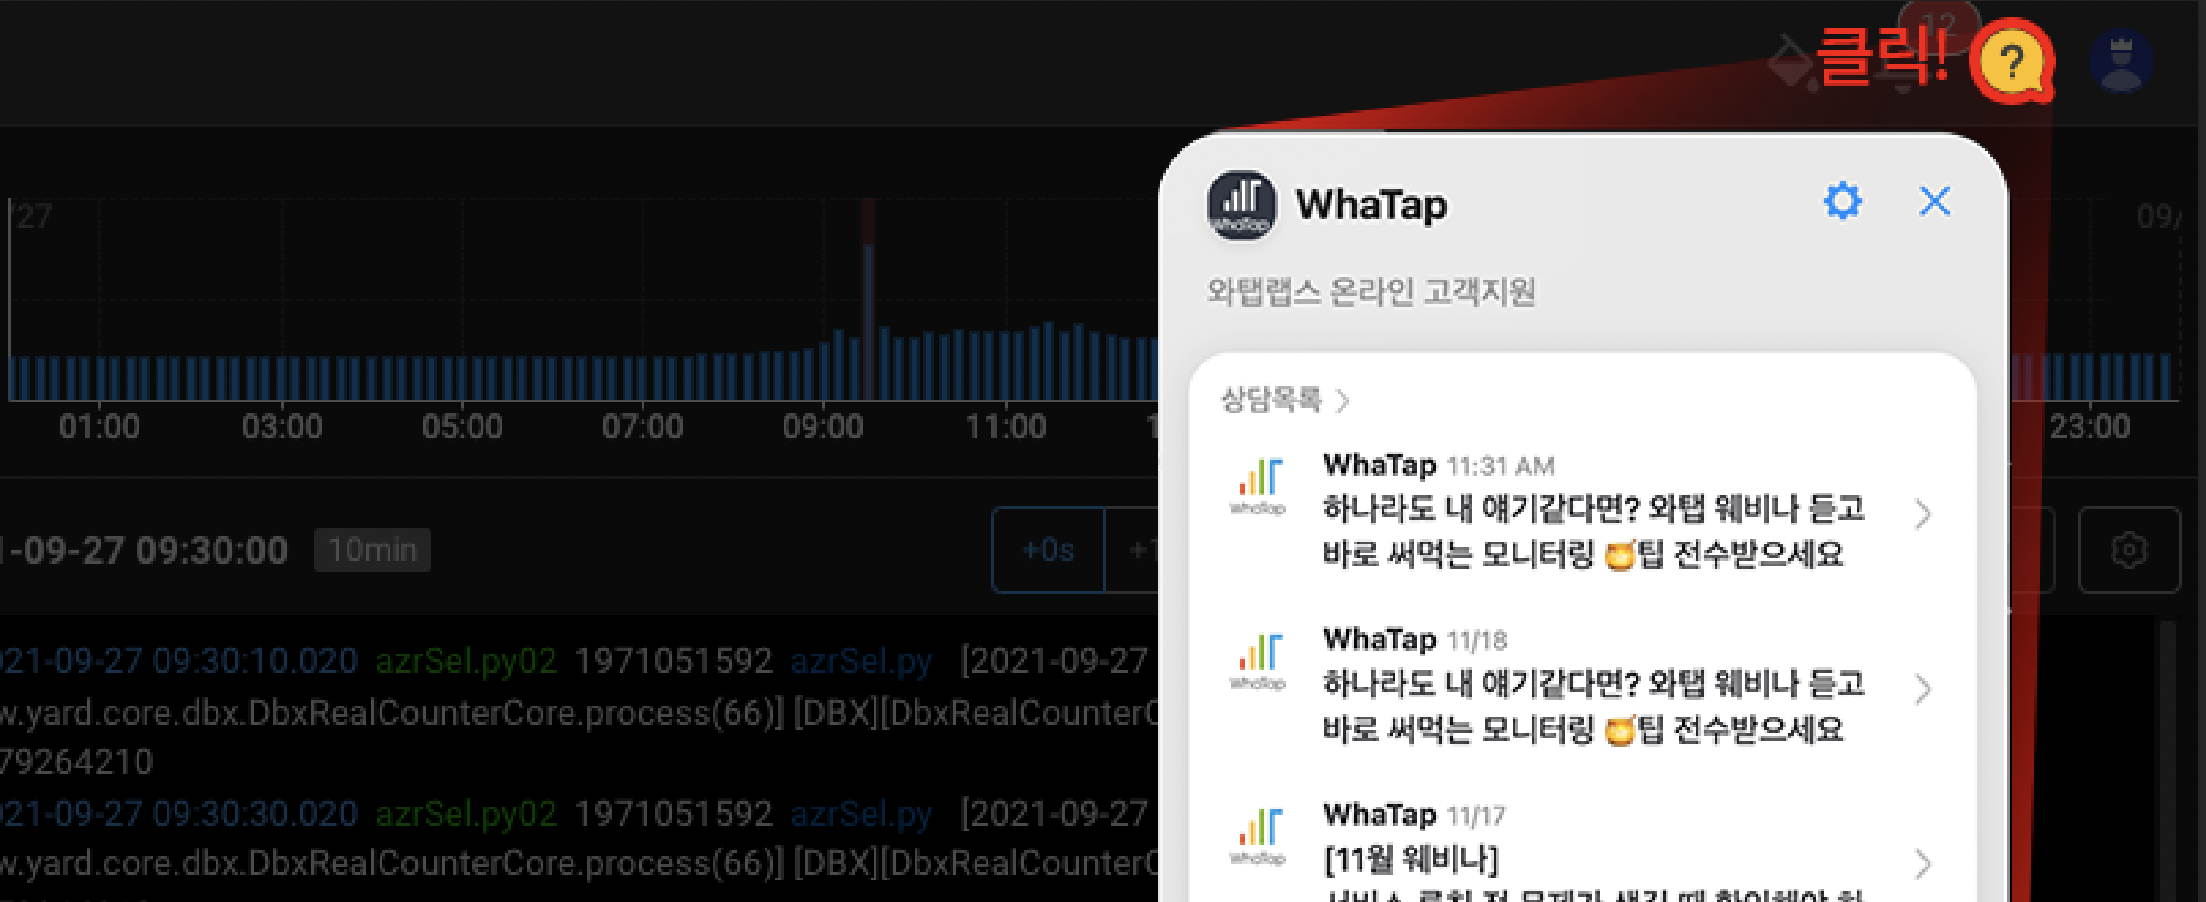 12
클릭!
?
WhaTap
와탭랩스 온라인 고객지원
/27
09/
01:00 03:00 05:00 07:00 09:00 11:00 1 23:00
상담목록
WhaTap 11:31 AM
하나라도 내 얘기같다면? 와탭 웨비나 듣고
바로 써먹는 모니터링 🍯팁 전수받으세요
WhaTap 11/18
하나라도 내 얘기같다면? 와탭 웨비나 듣고
바로 써먹는 모니터링 🍯팁 전수받으세요
WhaTap 11/17
[11월 웨비나]
-09-27 09:30:00 10min +0s +1
21-09-27 09:30:10.020 azrSel.py02 1971051592 azrSel.py [2021-09-27
w.yard.core.dbx.DbxRealCounterCore.process(66)] [DBX][DbxRealCounterC
79264210
21-09-27 09:30:30.020 azrSel.py02 1971051592 azrSel.py [2021-09-27
w.yard.core.dbx.DbxRealCounterCore.process(66)] [DBX][DbxRealCounterC